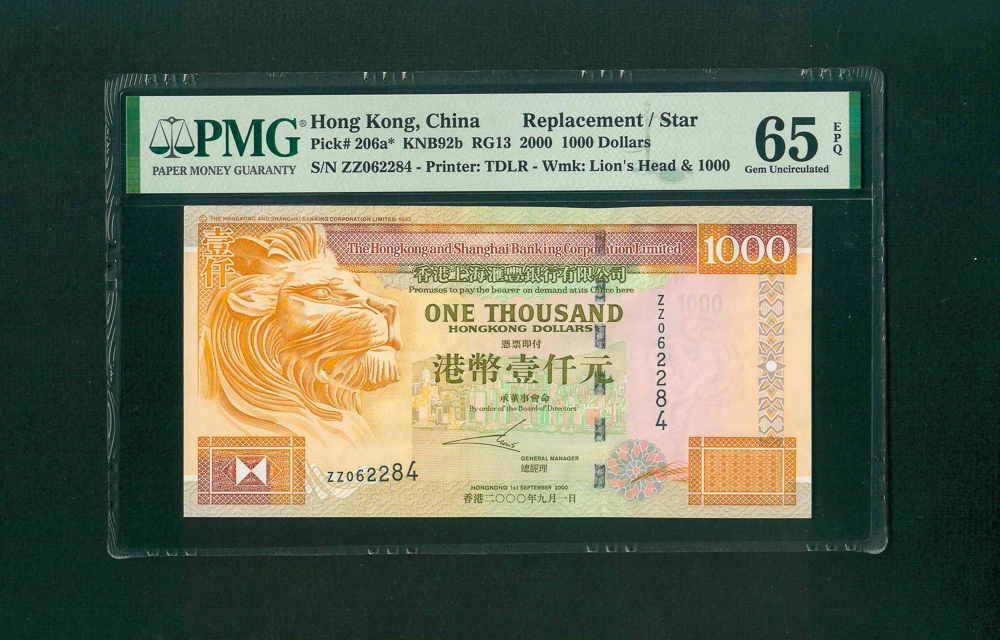 PMG®
PAPER MONEY GUARANTY
Hong Kong, China Replacement / Star
Pick# 206a* KNB92b RG13 2000 1000 Dollars
S/N ZZ062284 - Printer: TDLR - Wmk: Lion's Head & 1000
65
EPQ
Gem Uncirculated
© THE HONGKONG AND SHANGHAI BANKING CORPORATION LIMITED 1993
壹仟
The Hongkong and Shanghai Banking Corporation Limited
1000
香港上海滙豐銀行有限公司
Promises to pay the bearer on demand at its Office here
ONE THOUSAND
HONGKONG DOLLARS
憑票即付
港幣壹仟元
承董事會命
By order of the Board of Directors
GENERAL MANAGER
總經理
HONGKONG 1st SEPTEMBER 2000
香港二〇〇〇年九月一日
ZZ062284
ZZ062284
1000